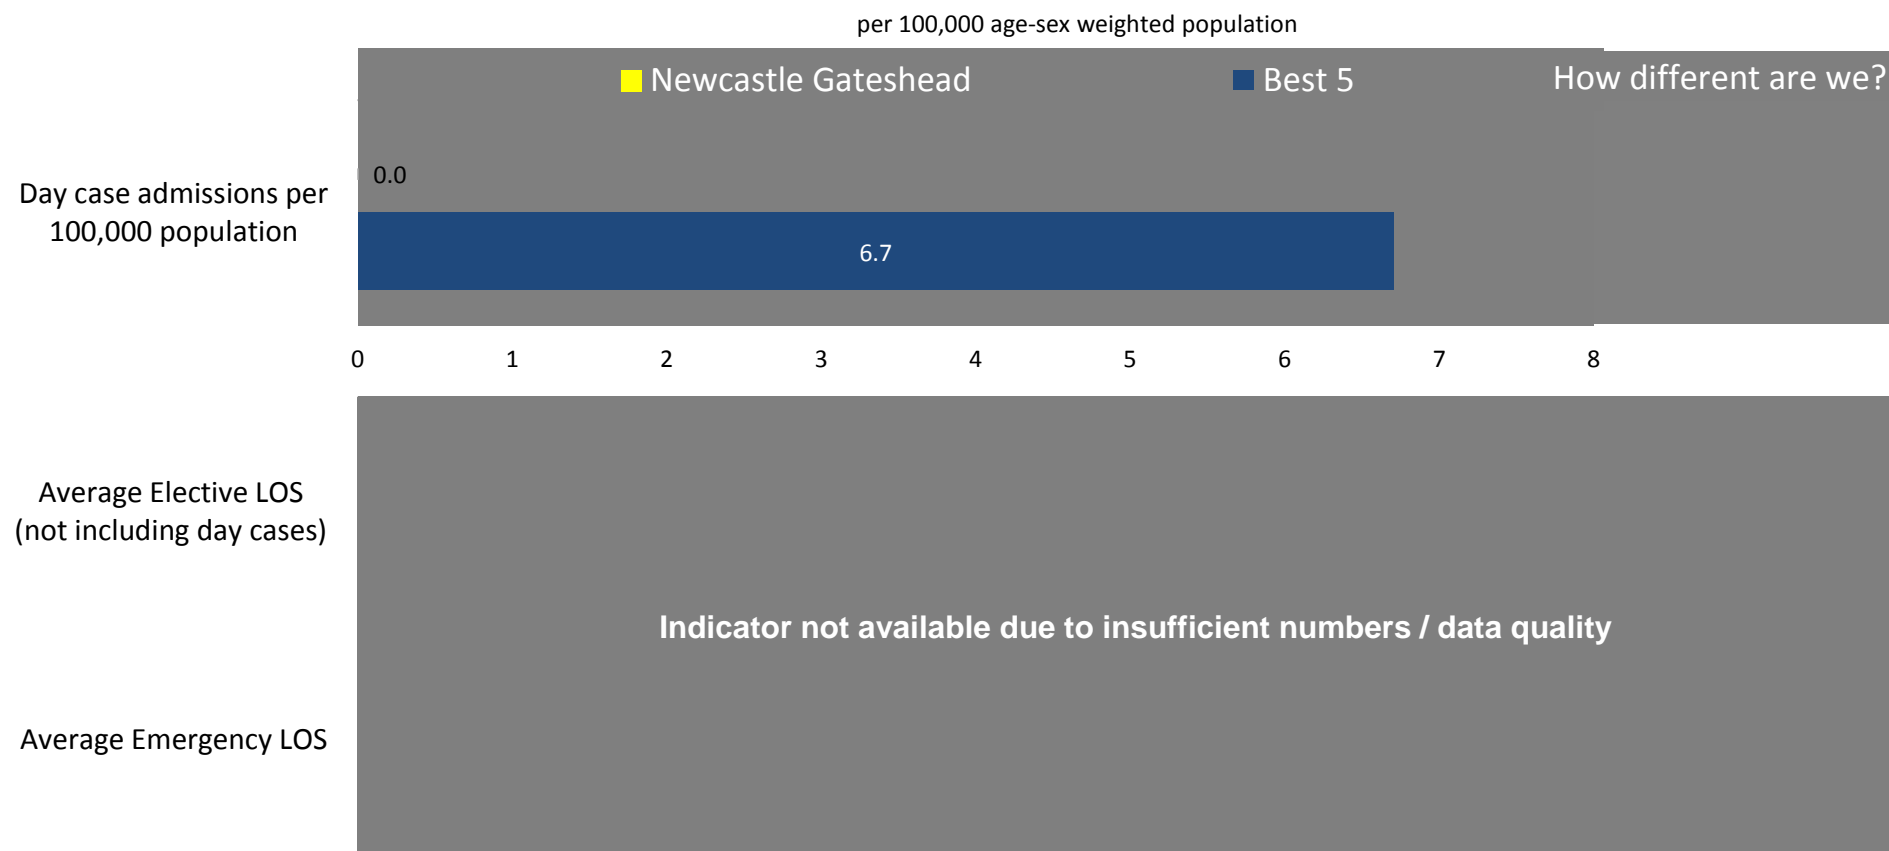 per 100,000 age-sex weighted population
Newcastle Gateshead
Best 5
How different are we?
Day case admissions per
100,000 population
0.0
6.7
0 1 2 3 4 5 6 7 8
Average Elective LOS
(not including day cases)
Indicator not available due to insufficient numbers / data quality
Average Emergency LOS